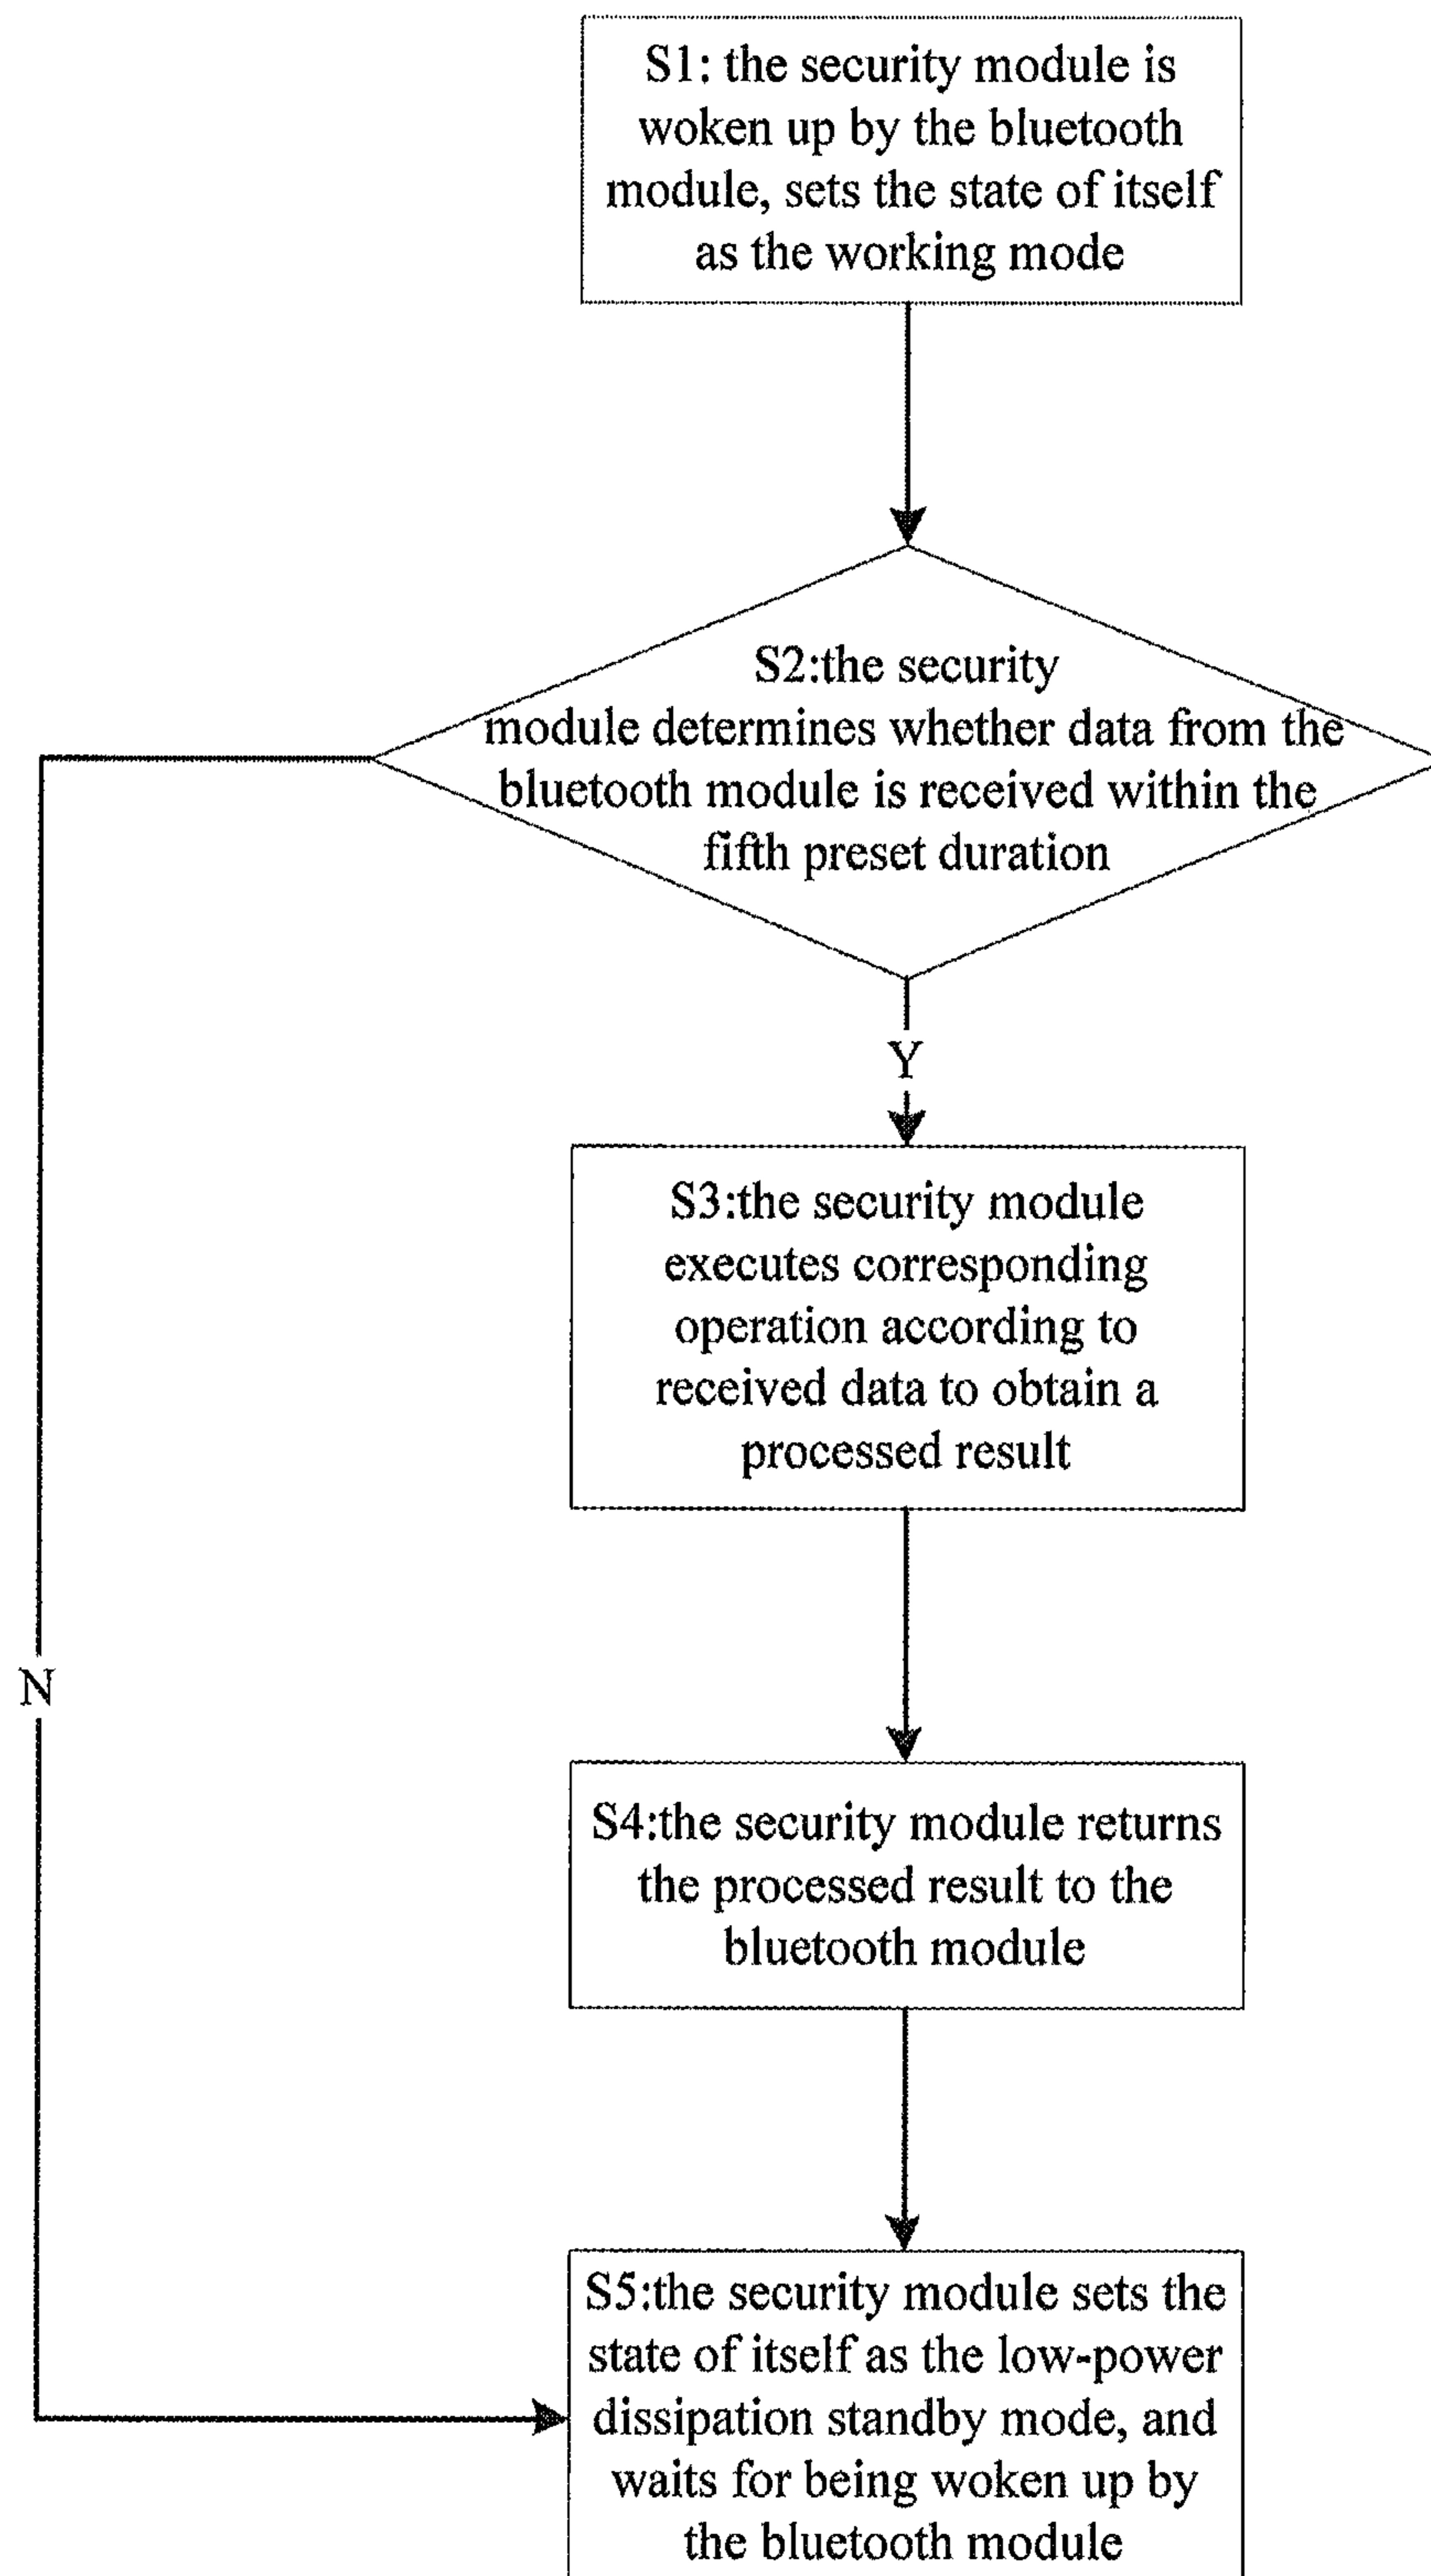 S1: the security module is
woken up by the bluetooth
module, sets the state of itself
as the working mode
S2:the security
module determines whether data from the
bluetooth module is received within the
fifth preset duration
Y
S3:the security module
executes corresponding
operation according to
received data to obtain a
processed result
N
S4:the security module returns
the processed result to the
bluetooth module
S5:the security module sets the
state of itself as the low-power
dissipation standby mode, and
waits for being woken up by
the bluetooth module